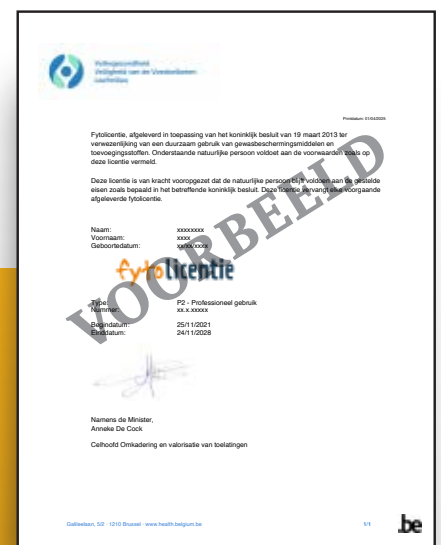 Volksgezondheid
Veiligheid van de Voedselketen
Leefmilieu
Printdatum: 01/04/2025
Fytolicentie, afgeleverd in toepassing van het koninklijk besluit van 19 maart 2013 ter
verwezenlijking van een duurzaam gebruik van gewasbeschermingsmiddelen en
toevoegingsstoffen. Onderstaande natuurlijke persoon voldoet aan de voorwaarden zoals op
deze licentie vermeld.
Deze licentie is van kracht vooropgezet dat de natuurlijke persoon blijft voldoen aan de gestelde
eisen zoals bepaald in het betreffende koninklijk besluit. Deze licentie vervangt elke voorgaande
afgeleverde fytolicentie.
VOORBEELD
Naam: xxxxxxxx
Voornaam: xxxx
Geboortedatum: xx/xx/xxxx
fytolicentie
Type: P2 - Professioneel gebruik
Nummer: xx.x.xxxxx
Begindatum: 25/11/2021
Einddatum: 24/11/2028
Namens de Minister,
Anneke De Cock
Celhoofd Omkadering en valorisatie van toelatingen
Galileelaan, 5/2 · 1210 Brussel · www.health.belgium.be 1/1 .be